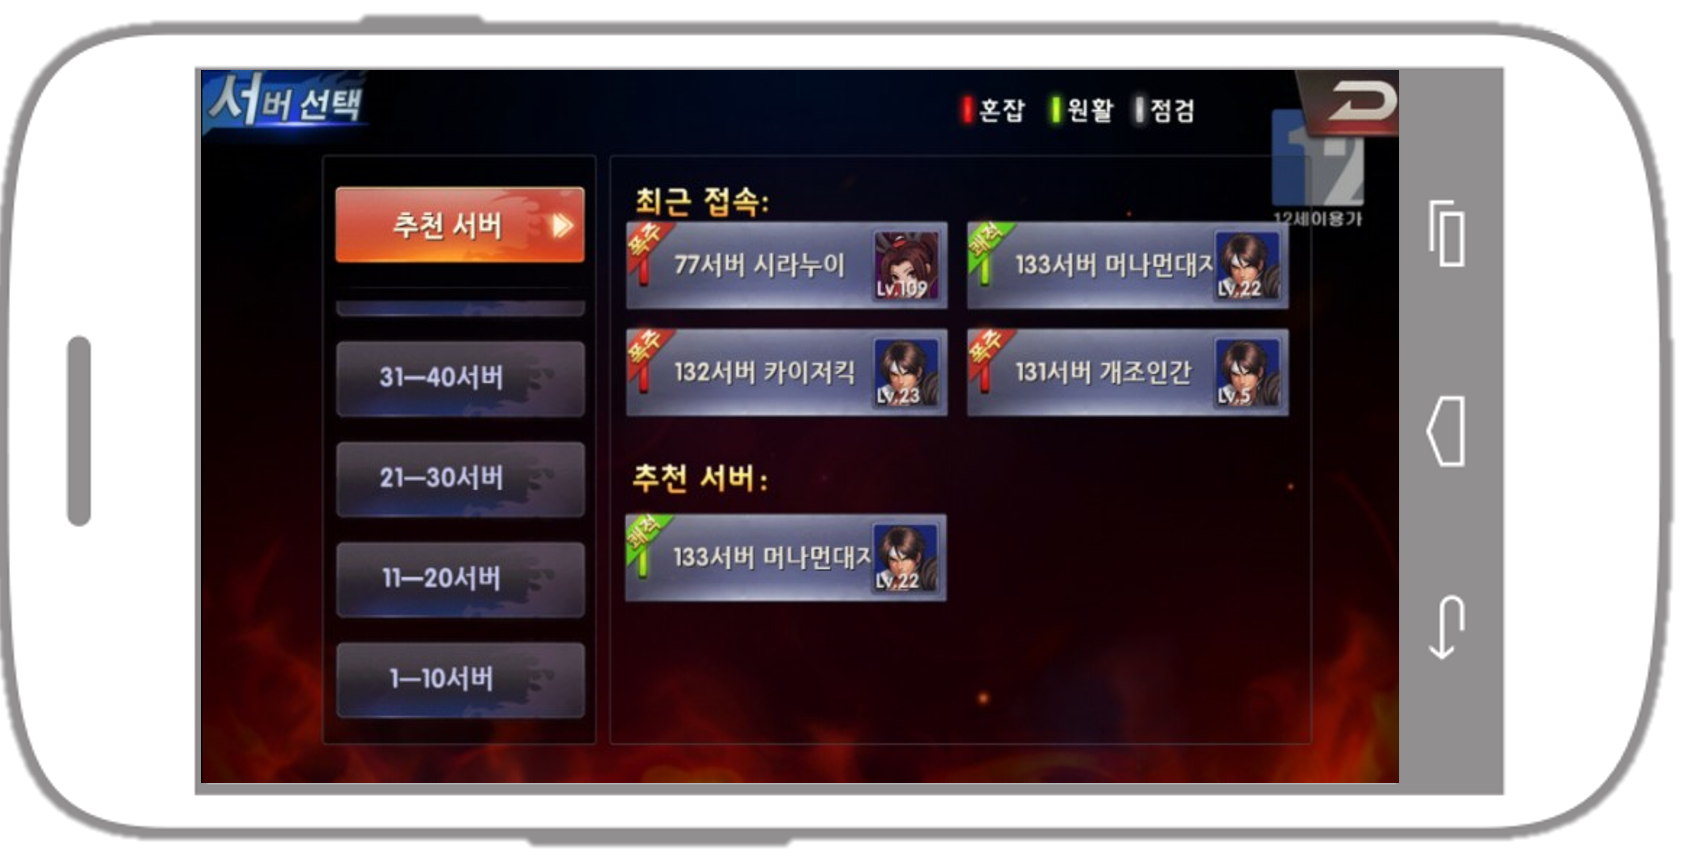 서버 선택
혼잡 원활 점검
12
12세이용가
추천 서버
31—40서버
21—30서버
11—20서버
1—10서버
최근 접속:
폭주 77서버 시라누이 Lv.109
쾌적 133서버 머나먼대지 Lv.22
폭주 132서버 카이저킥 Lv.23
폭주 131서버 개조인간 Lv.5
추천 서버:
쾌적 133서버 머나먼대지 Lv.22